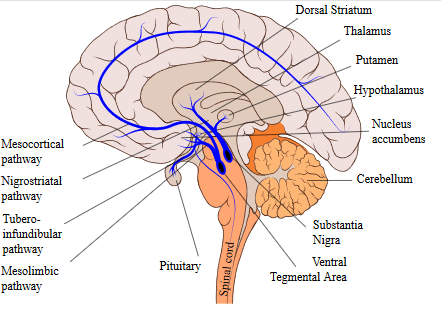 Dorsal Striatum
Thalamus
Putamen
Hypothalamus
Nucleus
accumbens
Mesocortical
pathway
Nigrostriatal
pathway
Cerebellum
Tubero-
infundibular
pathway
Substantia
Nigra
Mesolimbic
pathway
Pituitary
Spinal cord
Ventral
Tegmental Area